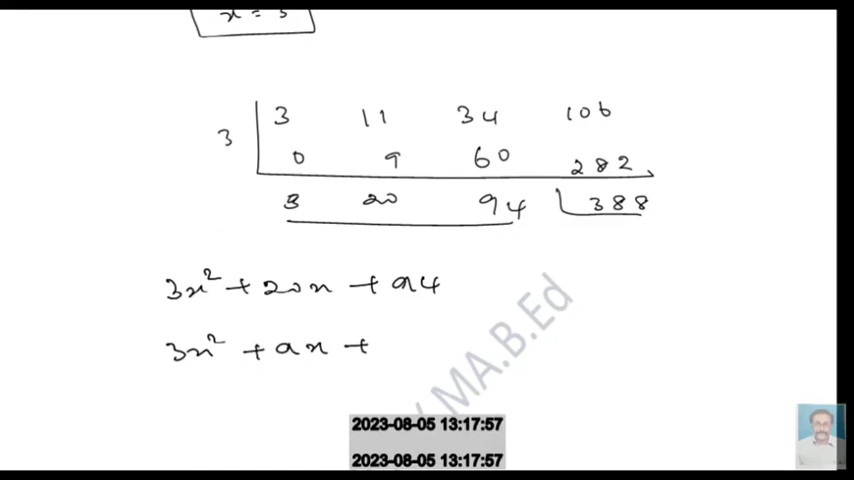 x = 3
3 3 11 34 106
0 9 60 282
3 20 94 388
3x² + 20x + 94
3x² + ax +
MA.B.Ed
2023-08-05 13:17:57
2023-08-05 13:17:57